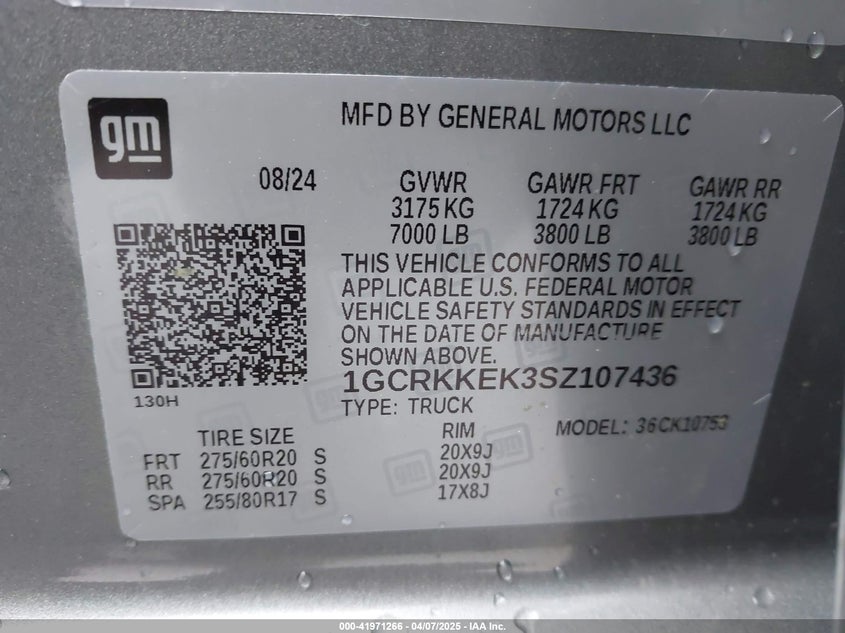 gm
MFD BY GENERAL MOTORS LLC
08/24
GVWR GAWR FRT GAWR RR
3175 KG 1724 KG 1724 KG
7000 LB 3800 LB 3800 LB
THIS VEHICLE CONFORMS TO ALL
APPLICABLE U.S. FEDERAL MOTOR
VEHICLE SAFETY STANDARDS IN EFFECT
ON THE DATE OF MANUFACTURE
SHOWN ABOVE.
1GCRKKEK3SZ107436
130H
TYPE: TRUCK
MODEL: 36CK10753
TIRE SIZE RIM
FRT 275/60R20 S 20X9J
RR 275/60R20 S 20X9J
SPA 255/80R17 S 17X8J
000-41971266 - 04/07/2025 - IAA Inc.